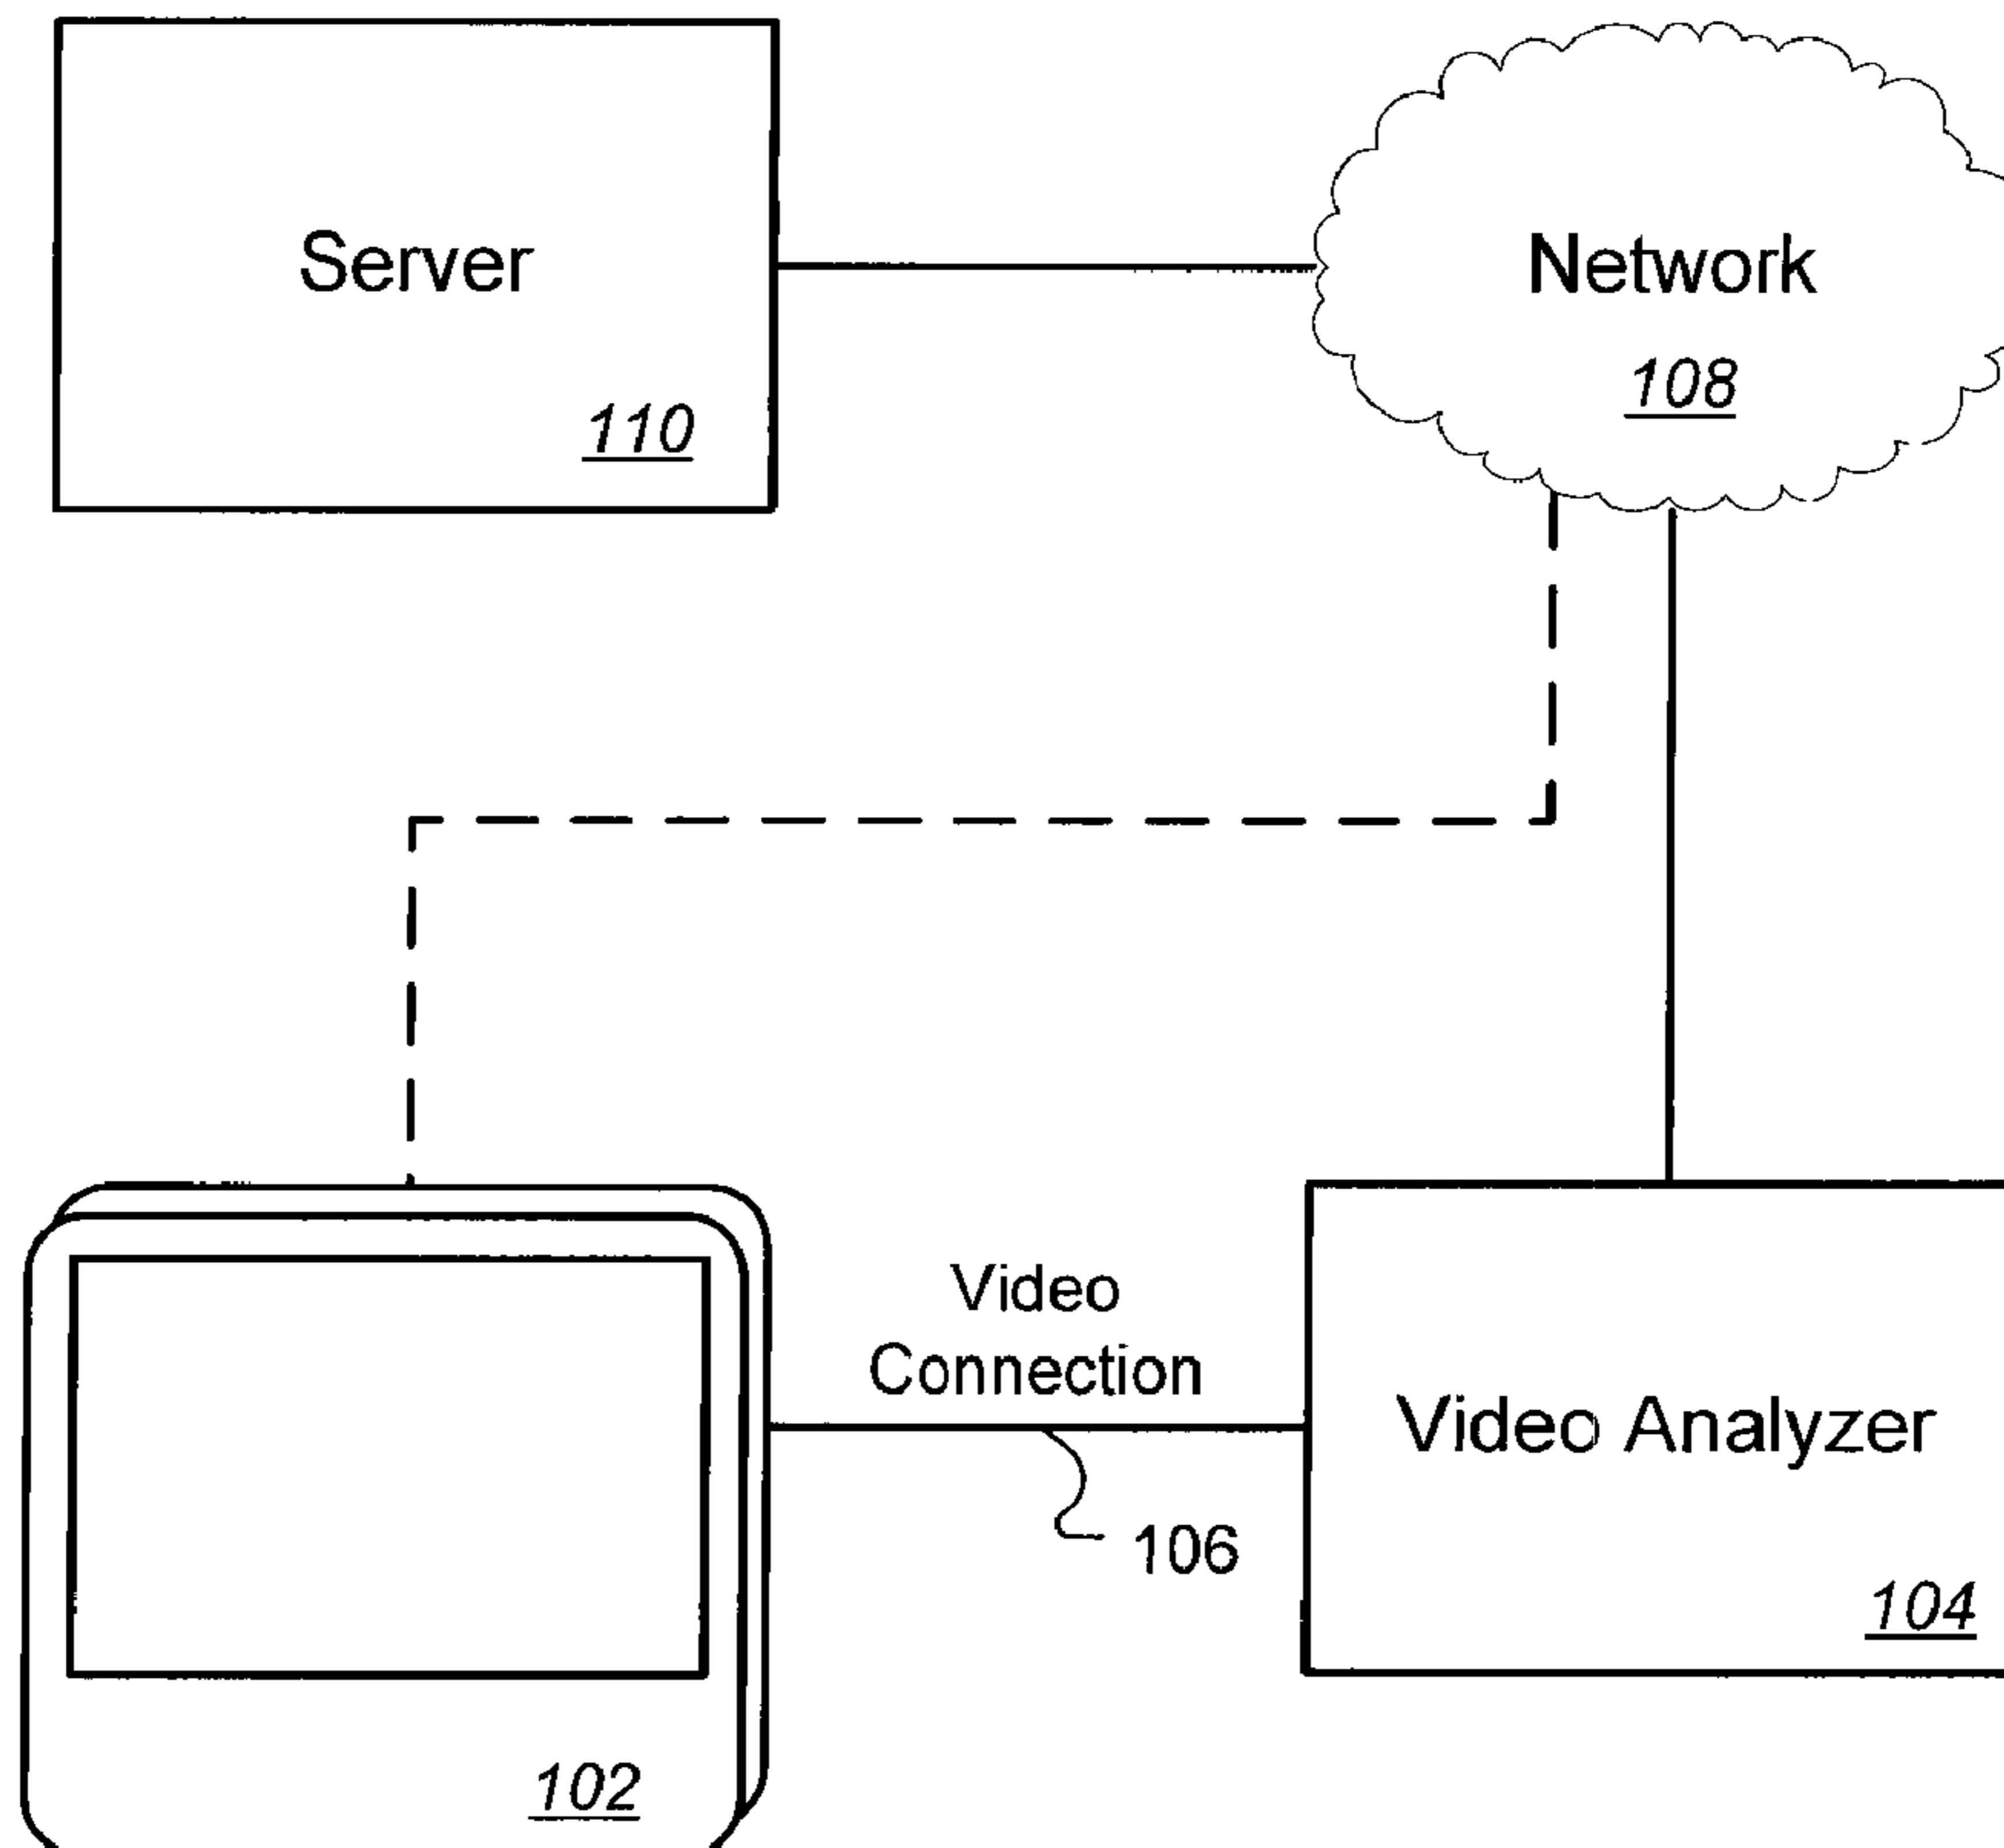 Server
110
Network
108
Video
Connection
106
Video Analyzer
104
102